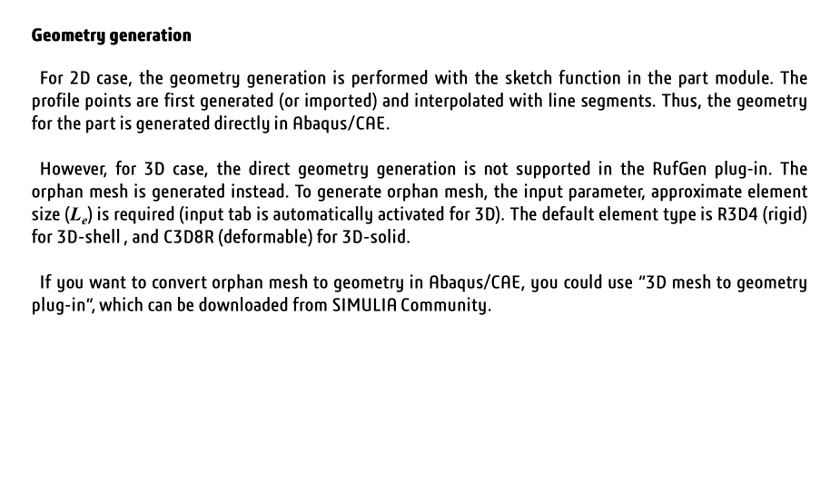 Geometry generation
For 2D case, the geometry generation is performed with the sketch function in the part module. The
profile points are first generated (or imported) and interpolated with line segments. Thus, the geometry
for the part is generated directly in Abaqus/CAE.
However, for 3D case, the direct geometry generation is not supported in the RufGen plug-in. The
orphan mesh is generated instead. To generate orphan mesh, the input parameter, approximate element
size (Lₑ) is required (input tab is automatically activated for 3D). The default element type is R3D4 (rigid)
for 3D-shell, and C3D8R (deformable) for 3D-solid.
If you want to convert orphan mesh to geometry in Abaqus/CAE, you could use “3D mesh to geometry
plug-in”, which can be downloaded from SIMULIA Community.